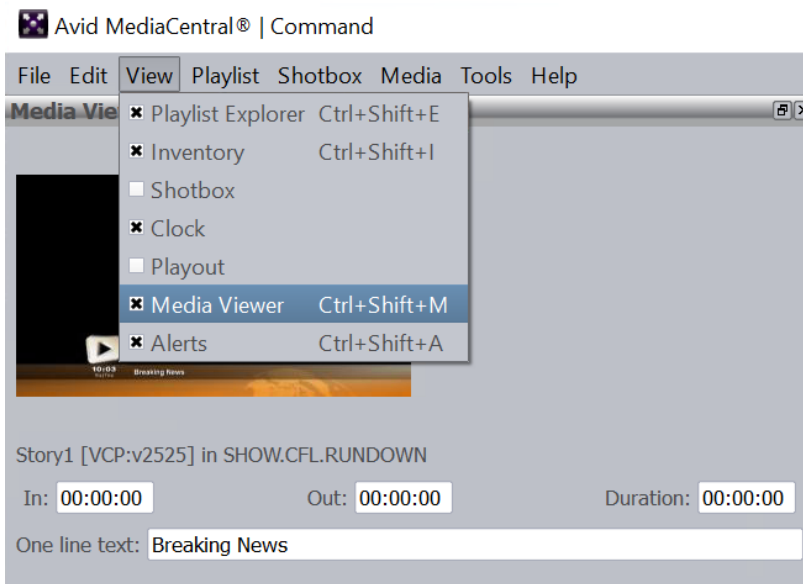 Avid MediaCentral® | Command
File Edit View Playlist Shotbox Media Tools Help
Media Vie
Playlist Explorer Ctrl+Shift+E
Inventory Ctrl+Shift+I
Shotbox
Clock
Playout
Media Viewer Ctrl+Shift+M
Alerts Ctrl+Shift+A
10:03 Breaking News
Story1 [VCP:v2525] in SHOW.CFL.RUNDOWN
In: 00:00:00 Out: 00:00:00 Duration: 00:00:00
One line text: Breaking News